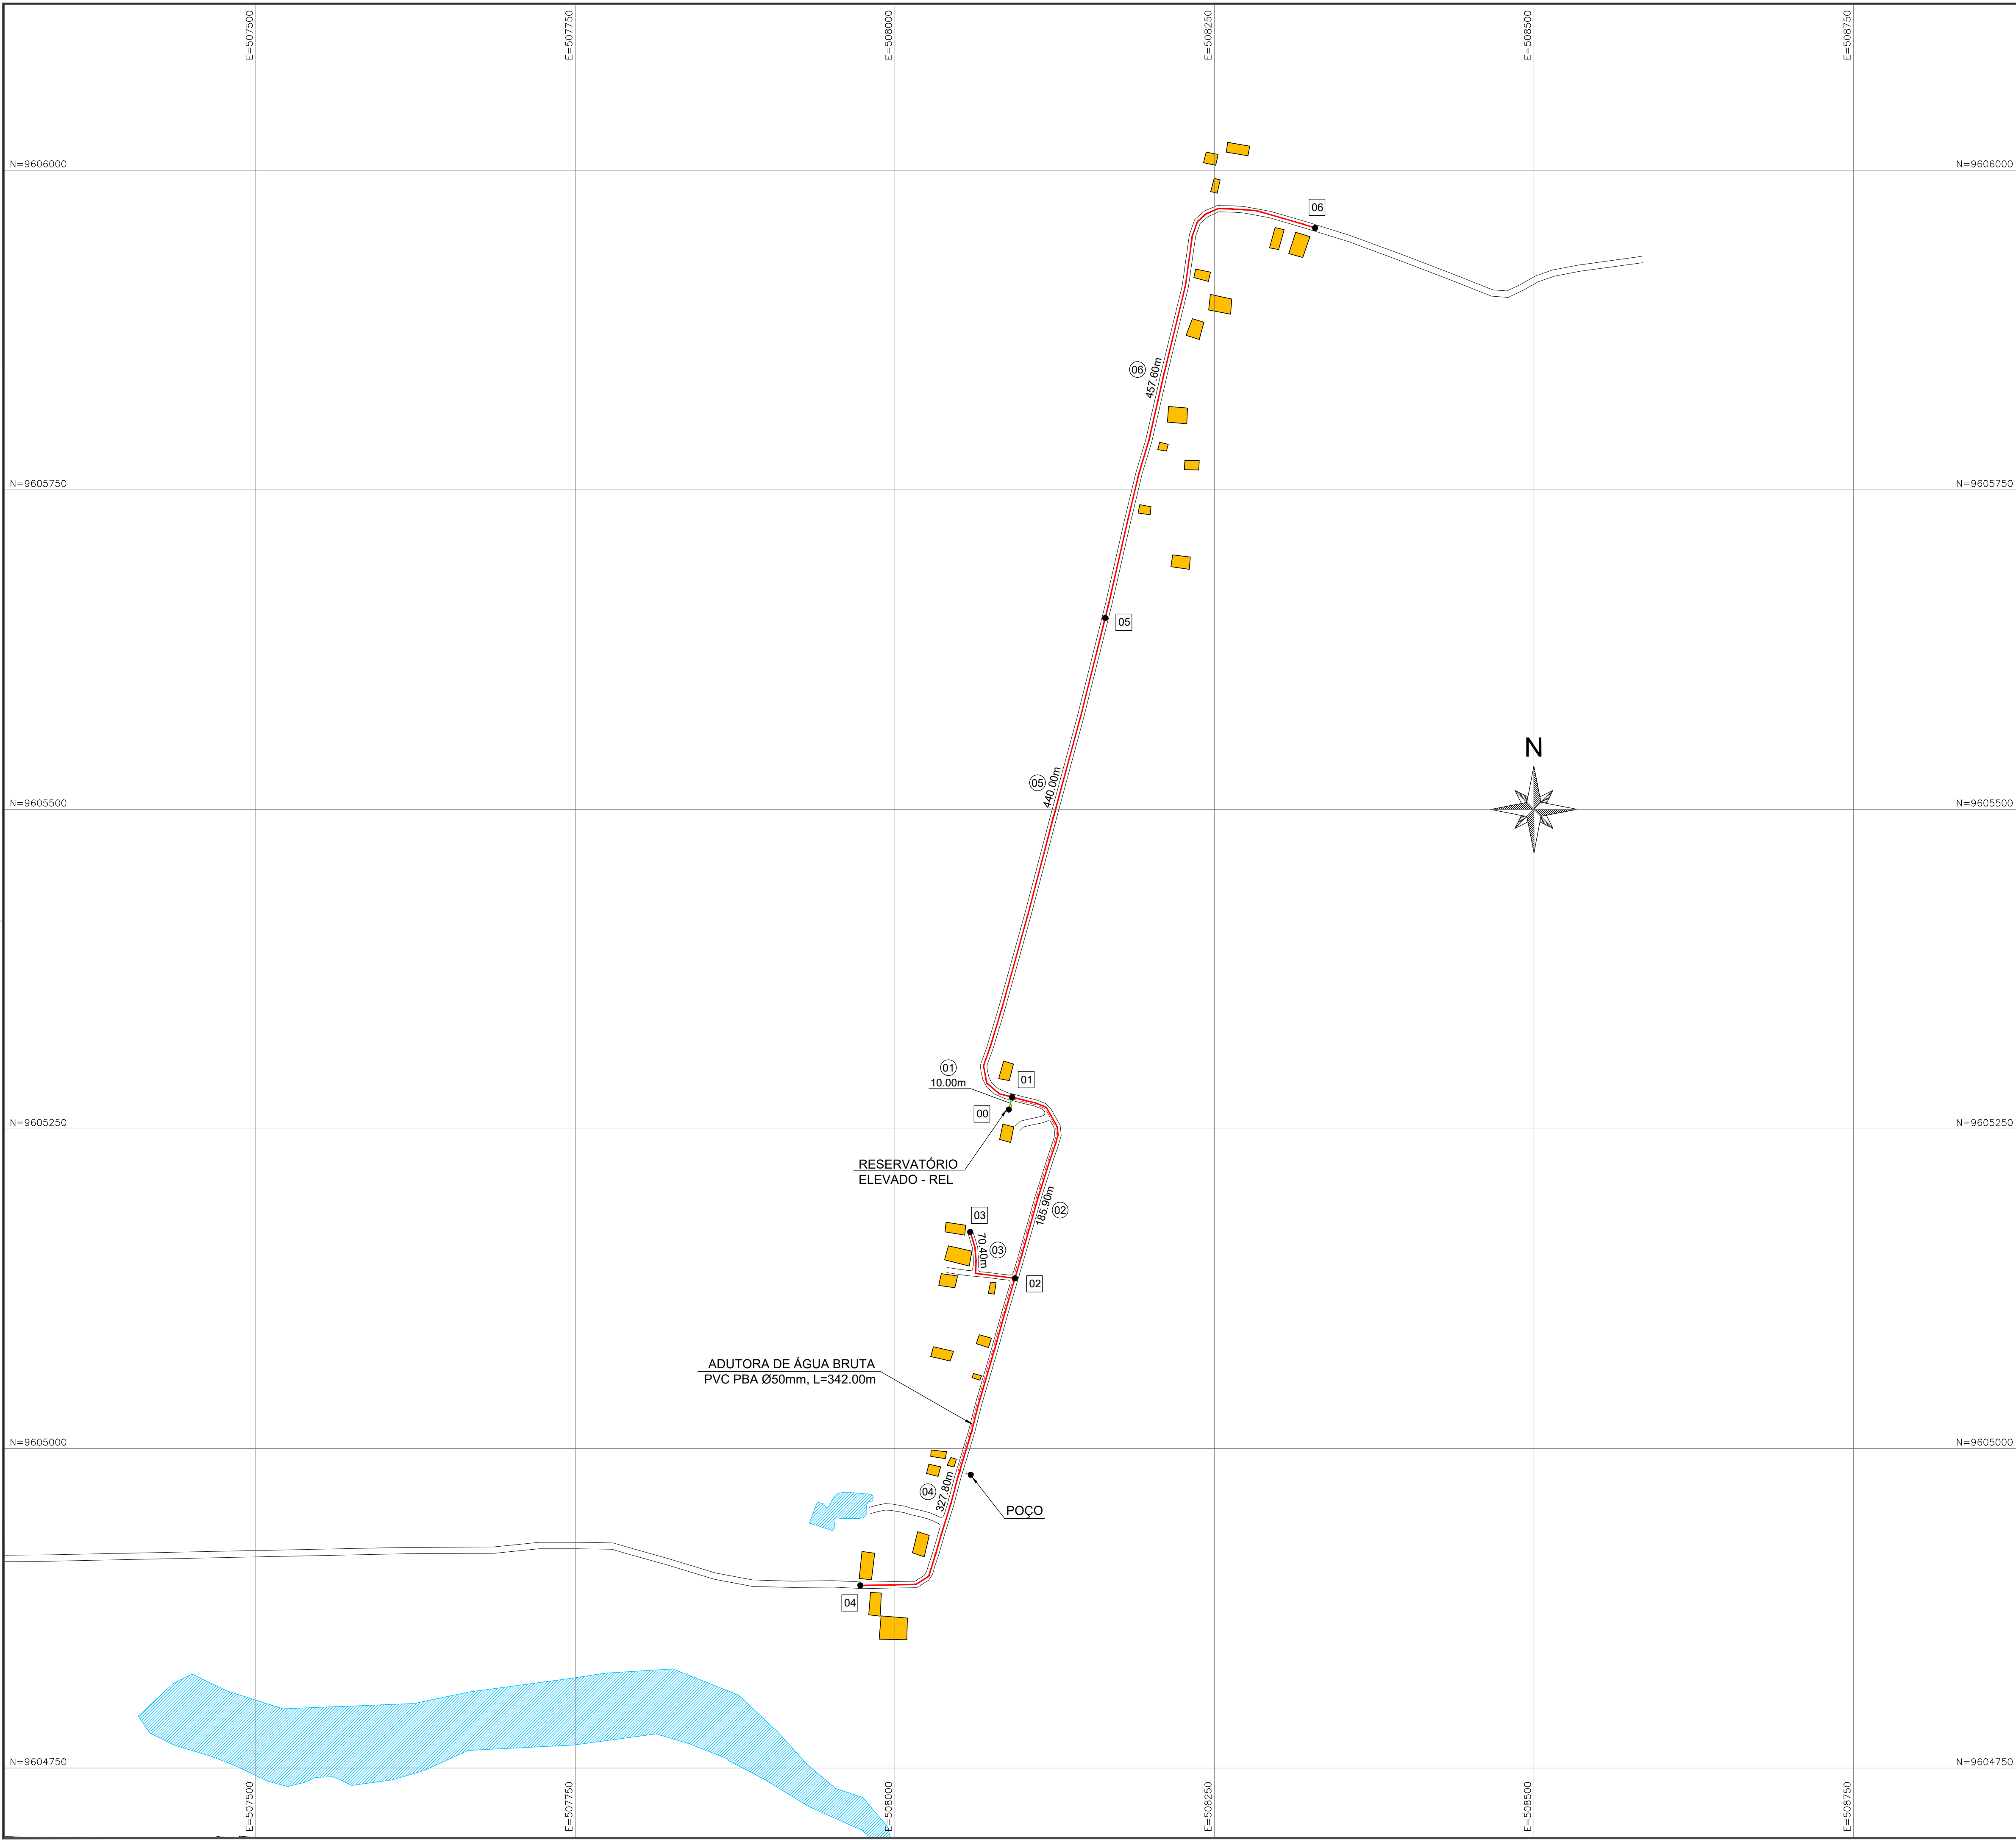 E=507500
E=507750
E=508000
E=508250
E=508500
E=508750
N=9606000
N=9606000
06
06
457.60m
N=9605750
N=9605750
05
N
05
440.00m
N=9605500
N=9605500
01
10.00m
01
00
N=9605250
N=9605250
RESERVATÓRIO
ELEVADO - REL
185.90m
02
03
70.40m
03
02
ADUTORA DE ÁGUA BRUTA
PVC PBA Ø50mm, L=342.00m
N=9605000
N=9605000
04
327.80m
POÇO
04
N=9604750
N=9604750
E=507500
E=507750
E=508000
E=508250
E=508500
E=508750